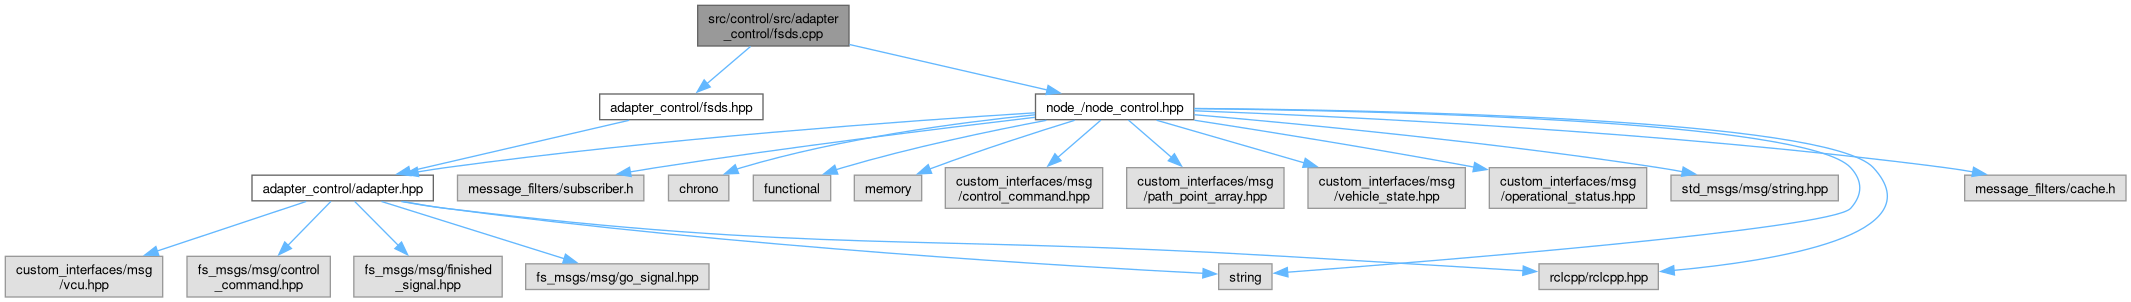 src/control/src/adapter
_control/fsds.cpp
adapter_control/fsds.hpp
node_/node_control.hpp
adapter_control/adapter.hpp
message_filters/subscriber.h
chrono
functional
memory
custom_interfaces/msg
/control_command.hpp
custom_interfaces/msg
/path_point_array.hpp
custom_interfaces/msg
/vehicle_state.hpp
custom_interfaces/msg
/operational_status.hpp
std_msgs/msg/string.hpp
message_filters/cache.h
custom_interfaces/msg
/vcu.hpp
fs_msgs/msg/control
_command.hpp
fs_msgs/msg/finished
_signal.hpp
fs_msgs/msg/go_signal.hpp
string
rclcpp/rclcpp.hpp